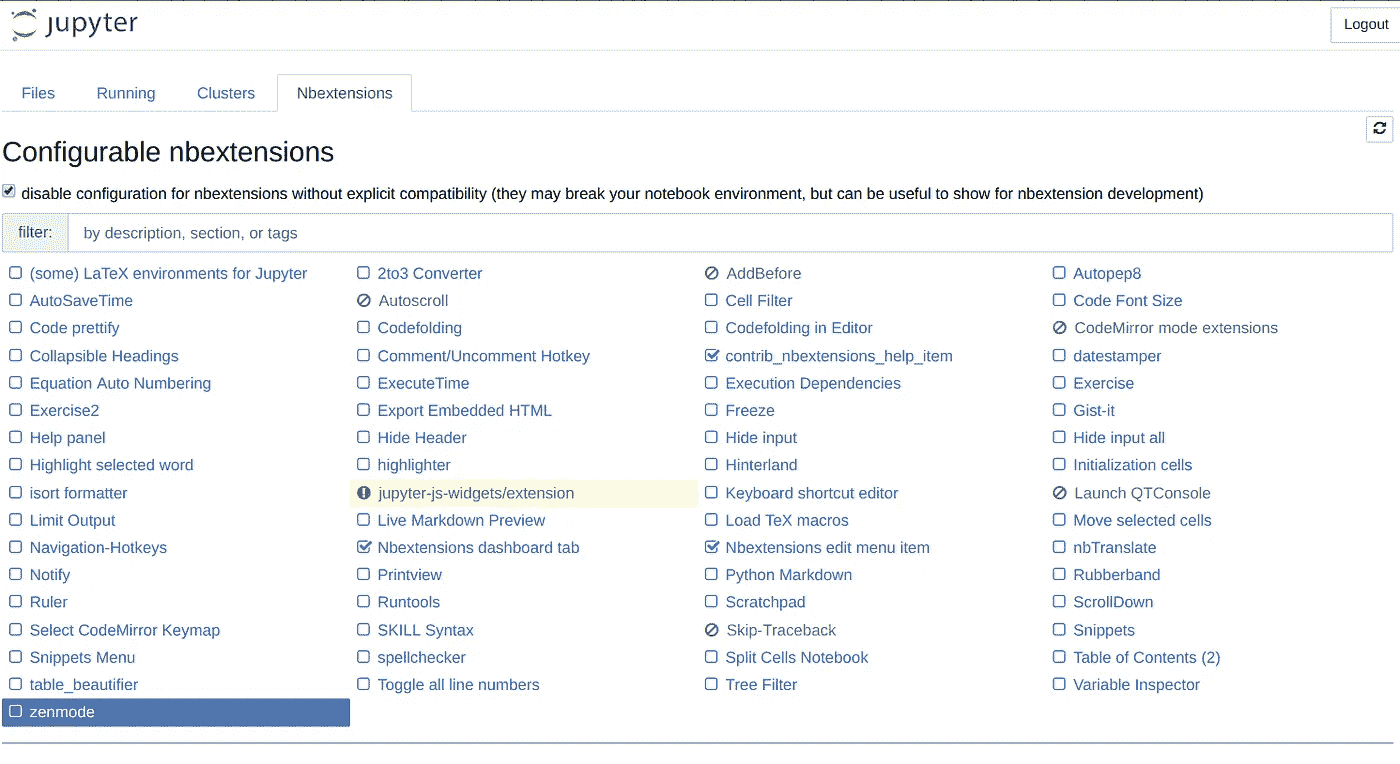 jupyter
Logout
Files Running Clusters Nbextensions
Configurable nbextensions
disable configuration for nbextensions without explicit compatibility (they may break your notebook environment, but can be useful to show for nbextension development)
filter: by description, section, or tags
(some) LaTeX environments for Jupyter 2to3 Converter AddBefore Autopep8
AutoSaveTime Autoscroll Cell Filter Code Font Size
Code prettify Codefolding Codefolding in Editor CodeMirror mode extensions
Collapsible Headings Comment/Uncomment Hotkey contrib_nbextensions_help_item datestamper
Equation Auto Numbering ExecuteTime Execution Dependencies Exercise
Exercise2 Export Embedded HTML Freeze Gist-it
Help panel Hide Header Hide input Hide input all
Highlight selected word highlighter Hinterland Initialization cells
isort formatter jupyter-js-widgets/extension Keyboard shortcut editor Launch QTConsole
Limit Output Live Markdown Preview Load TeX macros Move selected cells
Navigation-Hotkeys Nbextensions dashboard tab Nbextensions edit menu item nbTranslate
Notify Printview Python Markdown Rubberband
Ruler Runtools Scratchpad ScrollDown
Select CodeMirror Keymap SKILL Syntax Skip-Traceback Snippets
Snippets Menu spellchecker Split Cells Notebook Table of Contents (2)
table_beautifier Toggle all line numbers Tree Filter Variable Inspector
zenmode